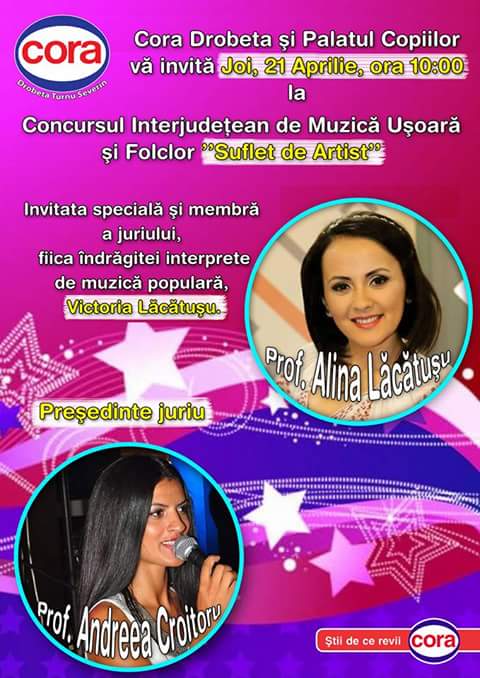 cora
Drobeta Turnu Severin
Cora Drobeta şi Palatul Copiilor
vă invită Joi, 21 Aprilie, ora 10:00
la
Concursul Interjudeţean de Muzică Uşoară
şi Folclor ”Suflet de Artist”
Invitata specială şi membră
a juriului,
fiica îndrăgitei interprete
de muzică populară,
Victoria Lăcătuşu.
Prof. Alina Lăcătuşu
Preşedinte juriu
Prof. Andreea Croitoru
Ştii de ce revii cora